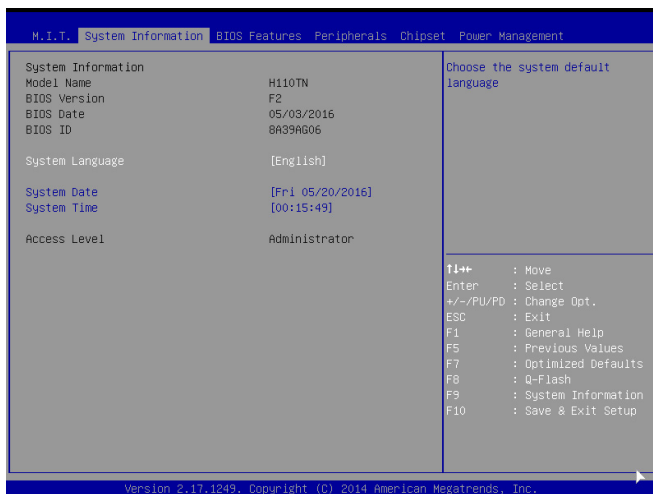 M.I.T. System Information BIOS Features Peripherals Chipset Power Management
System Information
Model Name H110TN
BIOS Version F2
BIOS Date 05/03/2016
BIOS ID 8A39AG06
System Language [English]
System Date [Fri 05/20/2016]
System Time [00:15:49]
Access Level Administrator
Choose the system default
language
↑↓→← : Move
Enter : Select
+/-/PU/PD : Change Opt.
ESC : Exit
F1 : General Help
F5 : Previous Values
F7 : Optimized Defaults
F8 : Q-Flash
F9 : System Information
F10 : Save & Exit Setup
Version 2.17.1249. Copyright (C) 2014 American Megatrends, Inc.